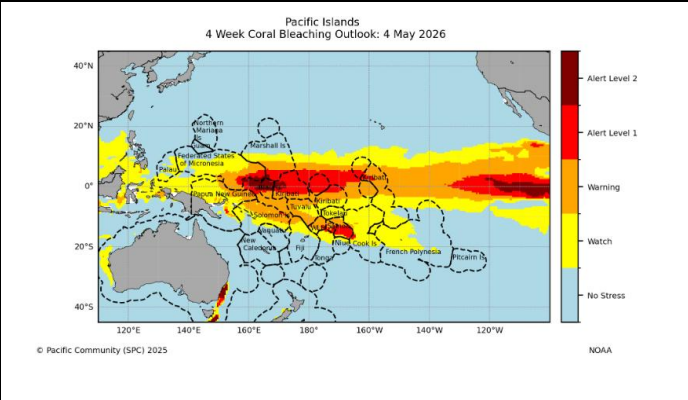 Pacific Islands
4 Week Coral Bleaching Outlook: 4 May 2026
40°N
20°N
0°
20°S
40°S
120°E
140°E
160°E
180°
160°W
140°W
120°W
Northern
Mariana
Is
Guam
Marshall Is
Federated States
of Micronesia
Palau
Kiribati
Papua New Guinea
Kiribati
Kiribati
Tuvalu
Tokelau
Solomon Is
Vanuatu
New
Caledonia
Fiji
Tonga
Niue
Cook Is
French Polynesia
Pitcairn Is
Alert Level 2
Alert Level 1
Warning
Watch
No Stress
© Pacific Community (SPC) 2025
NOAA